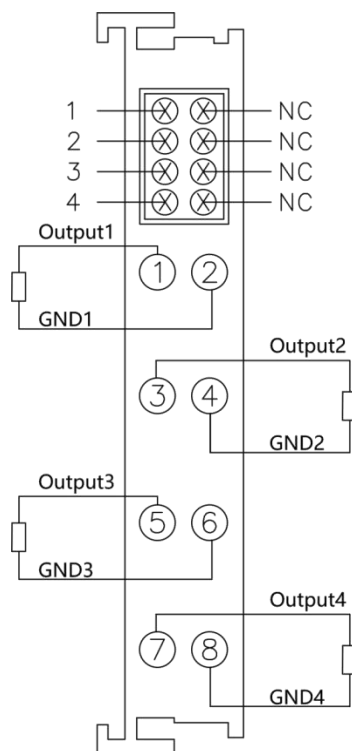 1 NC
2 NC
3 NC
4 NC
Output1
① ②
GND1
Output2
③ ④
GND2
Output3
⑤ ⑥
GND3
Output4
⑦ ⑧
GND4